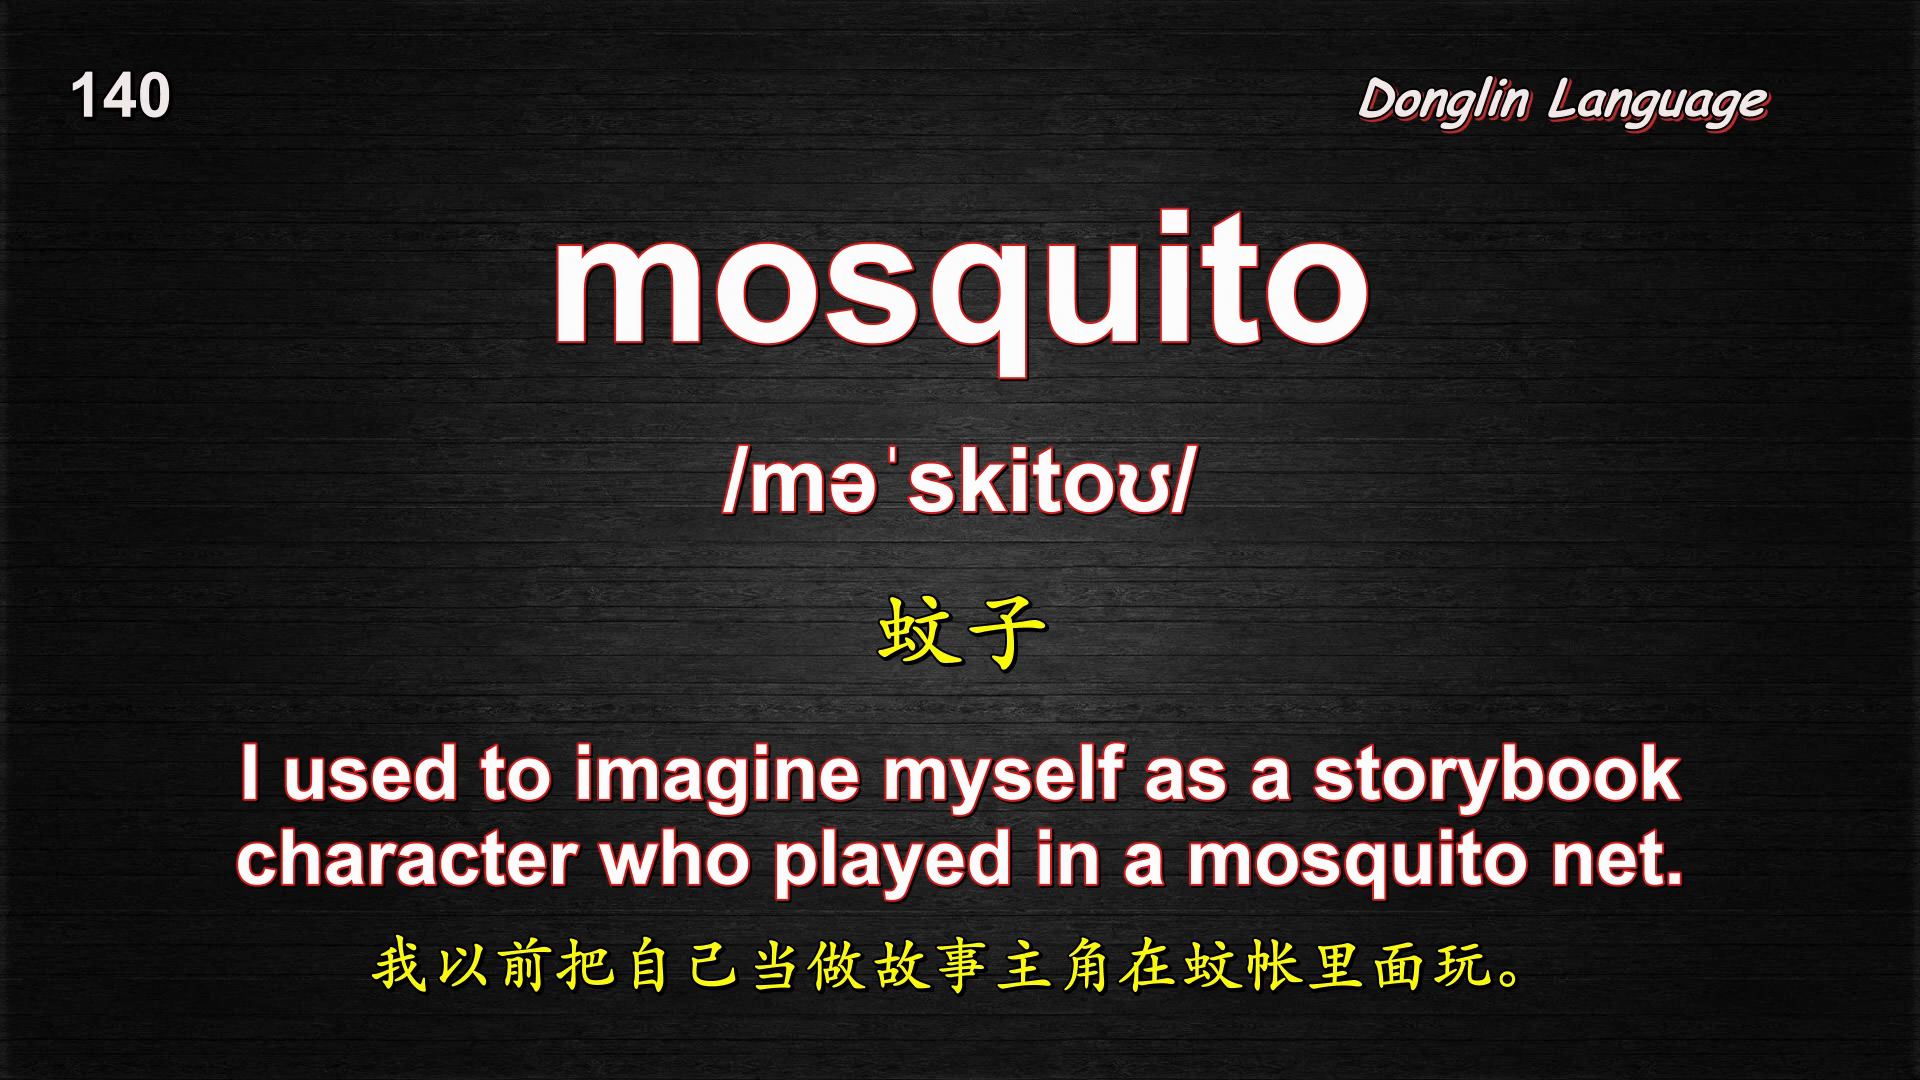 140
Donglin Language
mosquito
/məˈskitoʊ/
蚊子
I used to imagine myself as a storybook
character who played in a mosquito net.
我以前把自己当做故事主角在蚊帐里面玩。